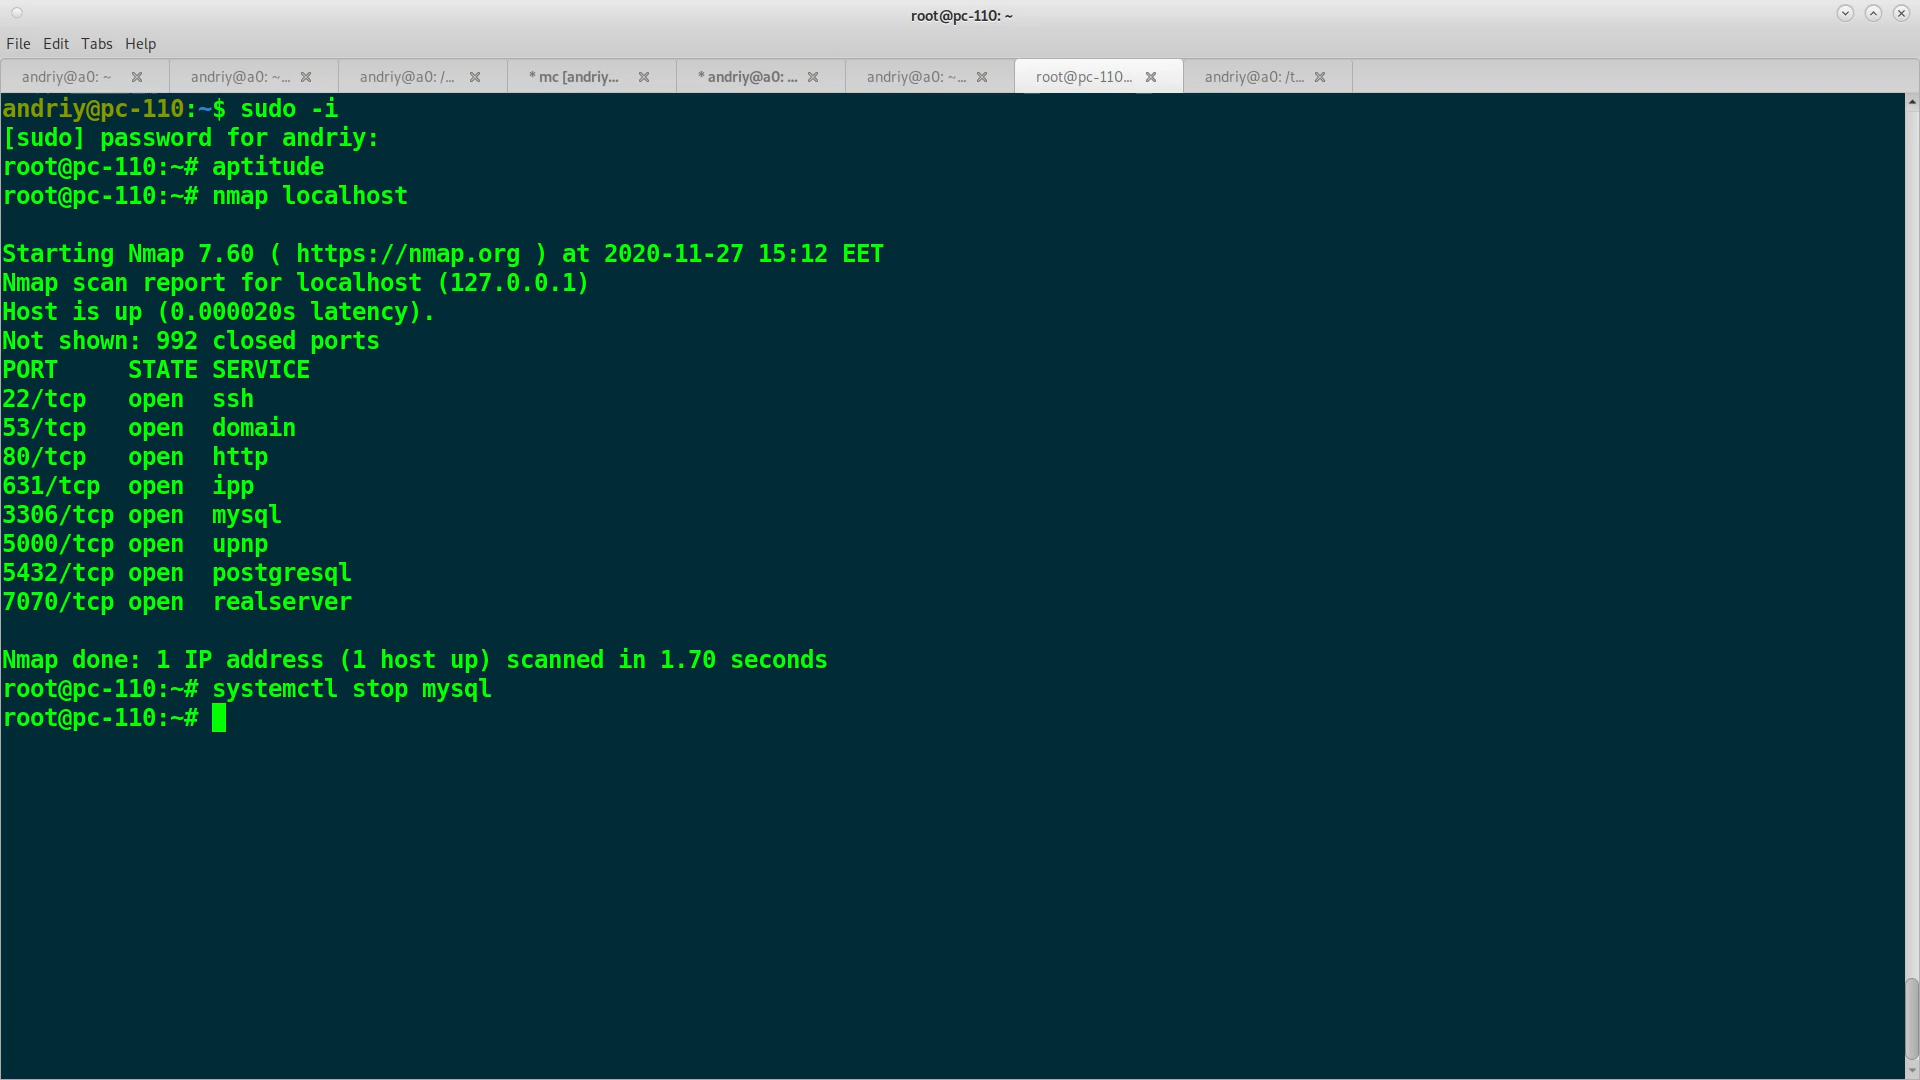 root@pc-110: ~
File Edit Tabs Help
andriy@a0: ~ andriy@a0: ~... andriy@a0: /... * mc [andriy... * andriy@a0: ... andriy@a0: ~... root@pc-110... andriy@a0: /t...
andriy@pc-110:~$ sudo -i
[sudo] password for andriy:
root@pc-110:~# aptitude
root@pc-110:~# nmap localhost

Starting Nmap 7.60 ( https://nmap.org ) at 2020-11-27 15:12 EET
Nmap scan report for localhost (127.0.0.1)
Host is up (0.000020s latency).
Not shown: 992 closed ports
PORT     STATE SERVICE
22/tcp   open  ssh
53/tcp   open  domain
80/tcp   open  http
631/tcp  open  ipp
3306/tcp open  mysql
5000/tcp open  upnp
5432/tcp open  postgresql
7070/tcp open  realserver

Nmap done: 1 IP address (1 host up) scanned in 1.70 seconds
root@pc-110:~# systemctl stop mysql
root@pc-110:~#